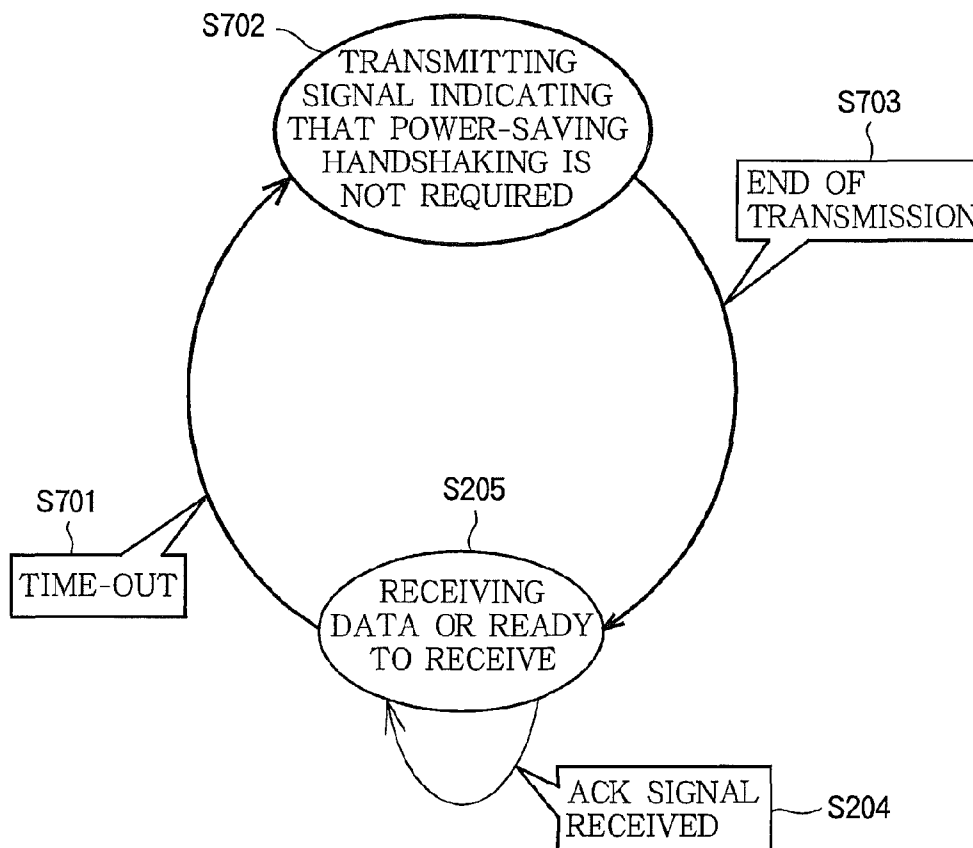 S702
TRANSMITTING
SIGNAL INDICATING
THAT POWER-SAVING
HANDSHAKING IS
NOT REQUIRED
S703
END OF
TRANSMISSION
S701
TIME-OUT
S205
RECEIVING
DATA OR READY
TO RECEIVE
ACK SIGNAL
RECEIVED
S204